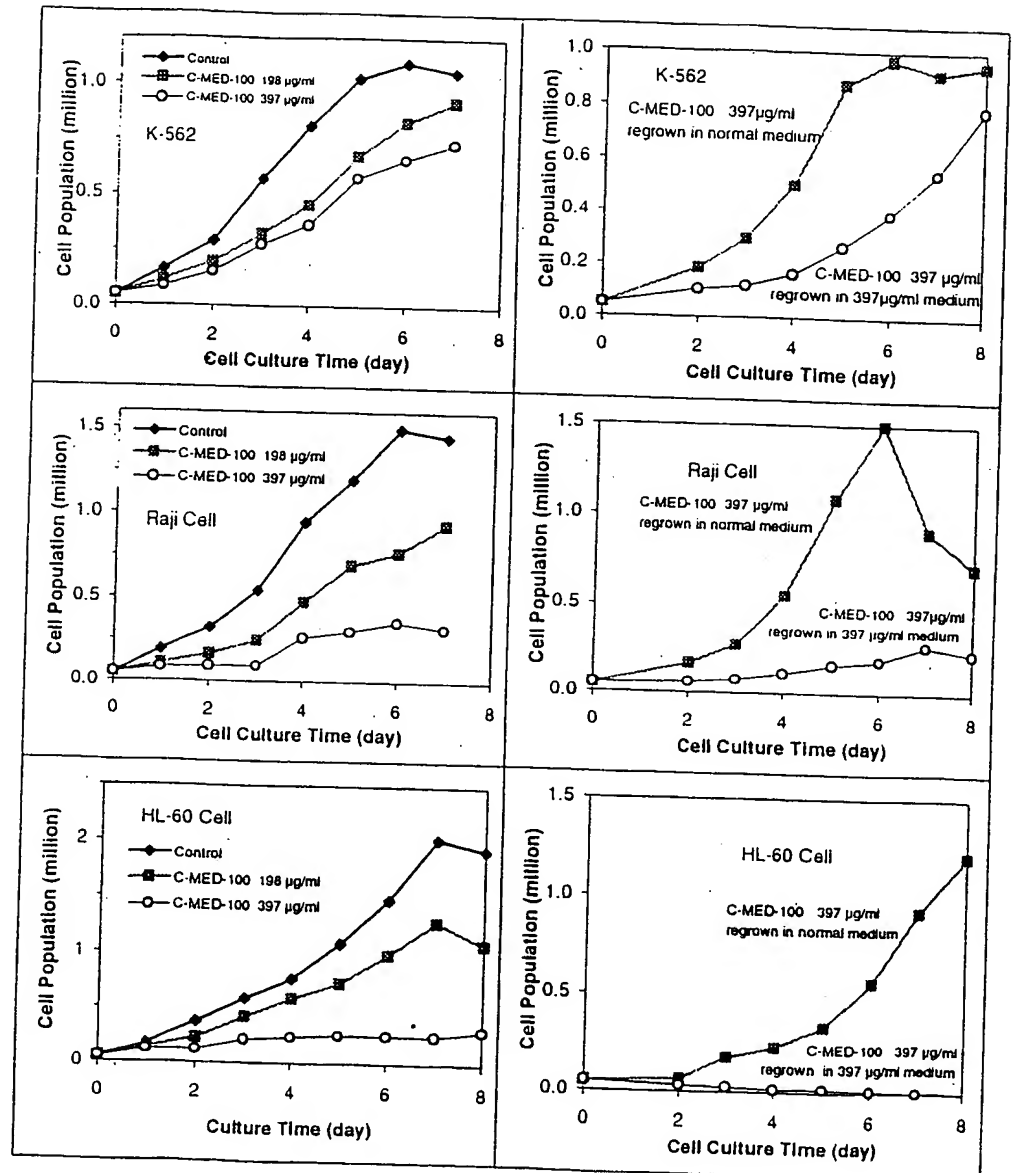 Control
C-MED-100 198 µg/ml
C-MED-100 397 µg/ml
K-562
1.0
0.5
0.0
Cell Population (million)
0 2 4 6 8
Cell Culture Time (day)
K-562
C-MED-100 397µg/ml
regrown in normal medium
C-MED-100 397 µg/ml
regrown in 397µg/ml medium
1.0
0.8
0.6
0.4
0.2
0.0
Cell Population (million)
0 2 4 6 8
Cell Culture Time (day)
Control
C-MED-100 198 µg/ml
C-MED-100 397 µg/ml
Raji Cell
1.5
1.0
0.5
0.0
Cell Population (million)
0 2 4 6 8
Cell Culture Time (day)
Raji Cell
C-MED-100 397 µg/ml
regrown in normal medium
C-MED-100 397µg/ml
regrown in 397 µg/ml medium
1.5
1.0
0.5
0.0
Cell Population (million)
0 2 4 6 8
Cell Culture Time (day)
HL-60 Cell
Control
C-MED-100 198 µg/ml
C-MED-100 397 µg/ml
2
1
0
Cell Population (million)
0 2 4 6 8
Culture Time (day)
HL-60 Cell
C-MED-100 397 µg/ml
regrown in normal medium
C-MED-100 397 µg/ml
regrown in 397 µg/ml medium
1.5
1.0
0.5
0.0
Cell Population (million)
0 2 4 6 8
Cell Culture Time (day)